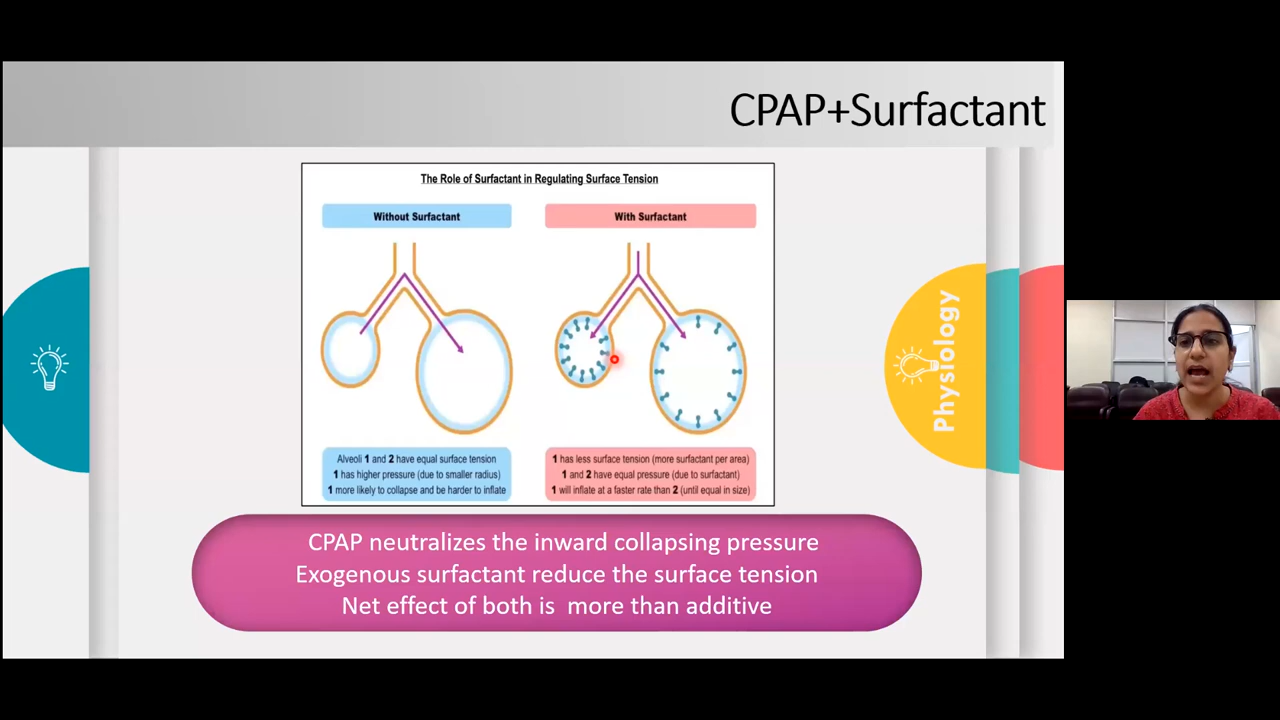 CPAP+Surfactant
The Role of Surfactant in Regulating Surface Tension
Without Surfactant
With Surfactant
Alveoli 1 and 2 have equal surface tension
1 has higher pressure (due to smaller radius)
1 more likely to collapse and be harder to inflate
1 has less surface tension (more surfactant per area)
1 and 2 have equal pressure (due to surfactant)
1 will inflate at a faster rate than 2 (until equal in size)
Physiology
CPAP neutralizes the inward collapsing pressure
Exogenous surfactant reduce the surface tension
Net effect of both is more than additive